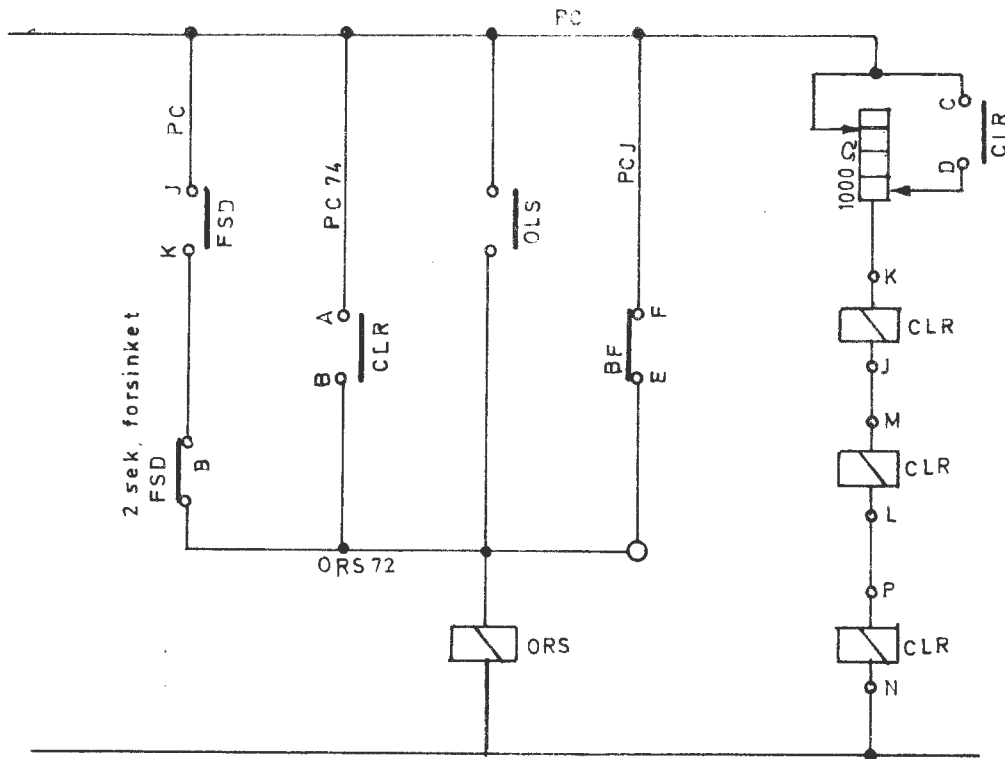 PC
PC
J
FSD
K
2 sek. forsinket
FSD
B
PC 74
A
CLR
B
OLS
PCJ
F
BF
E
ORS 72
ORS
C
CLR
D
1000 Ω
K
CLR
J
M
CLR
L
P
CLR
N